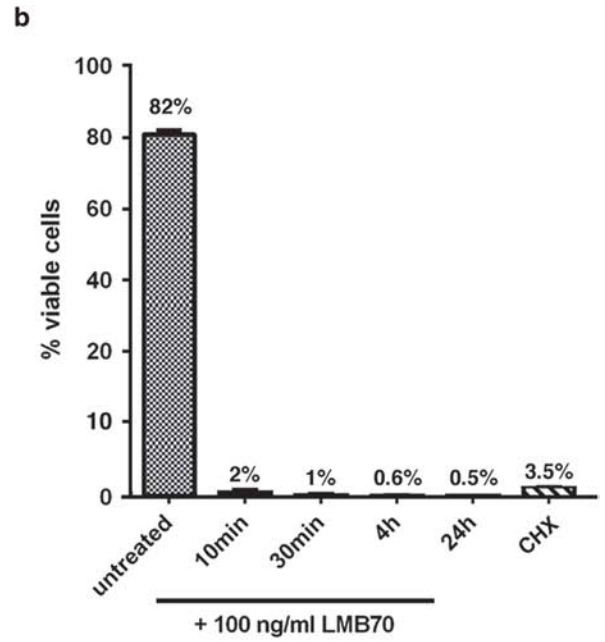 b
100
82%
80
60
40
20
10
0
% viable cells
2%
1%
0.6%
0.5%
3.5%
untreated
10min
30min
4h
24h
CHX
+ 100 ng/ml LMB70